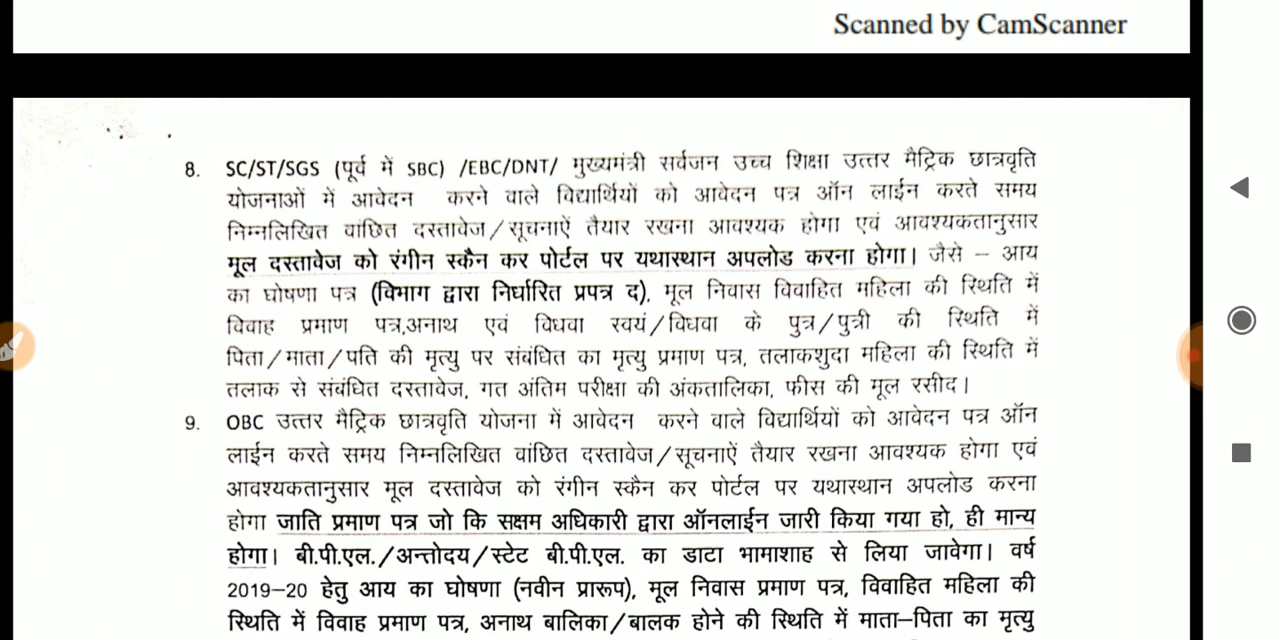 Scanned by CamScanner
8. SC/ST/SGS (पूर्व में SBC) /EBC/DNT/ मुख्यमंत्री सर्वजन उच्च शिक्षा उत्तर मैट्रिक छात्रवृति
योजनाओं में आवेदन करने वाले विद्यार्थियों को आवेदन पत्र ऑन लाईन करते समय
निम्नलिखित वांछित दस्तावेज/सूचनाऐं तैयार रखना आवश्यक होगा एवं आवश्यकतानुसार
मूल दस्तावेज को रंगीन स्कैन कर पोर्टल पर यथास्थान अपलोड करना होगा। जैसे – आय
का घोषणा पत्र (विभाग द्वारा निर्धारित प्रपत्र द), मूल निवास विवाहित महिला की स्थिति में
विवाह प्रमाण पत्र,अनाथ एवं विधवा स्वयं/विधवा के पुत्र/पुत्री की स्थिति में
पिता/माता/पति की मृत्यु पर संबंधित का मृत्यु प्रमाण पत्र, तलाकशुदा महिला की स्थिति में
तलाक से संबंधित दस्तावेज, गत अंतिम परीक्षा की अंकतालिका, फीस की मूल रसीद।
9. OBC उत्तर मैट्रिक छात्रवृति योजना में आवेदन करने वाले विद्यार्थियों को आवेदन पत्र ऑन
लाईन करते समय निम्नलिखित वांछित दस्तावेज/सूचनाऐं तैयार रखना आवश्यक होगा एवं
आवश्यकतानुसार मूल दस्तावेज को रंगीन स्कैन कर पोर्टल पर यथास्थान अपलोड करना
होगा जाति प्रमाण पत्र जो कि सक्षम अधिकारी द्वारा ऑनलाईन जारी किया गया हो, ही मान्य
होगा। बी.पी.एल./अन्तोदय/स्टेट बी.पी.एल. का डाटा भामाशाह से लिया जावेगा। वर्ष
2019–20 हेतु आय का घोषणा (नवीन प्रारूप), मूल निवास प्रमाण पत्र, विवाहित महिला की
स्थिति में विवाह प्रमाण पत्र, अनाथ बालिका/बालक होने की स्थिति में माता–पिता का मृत्यु